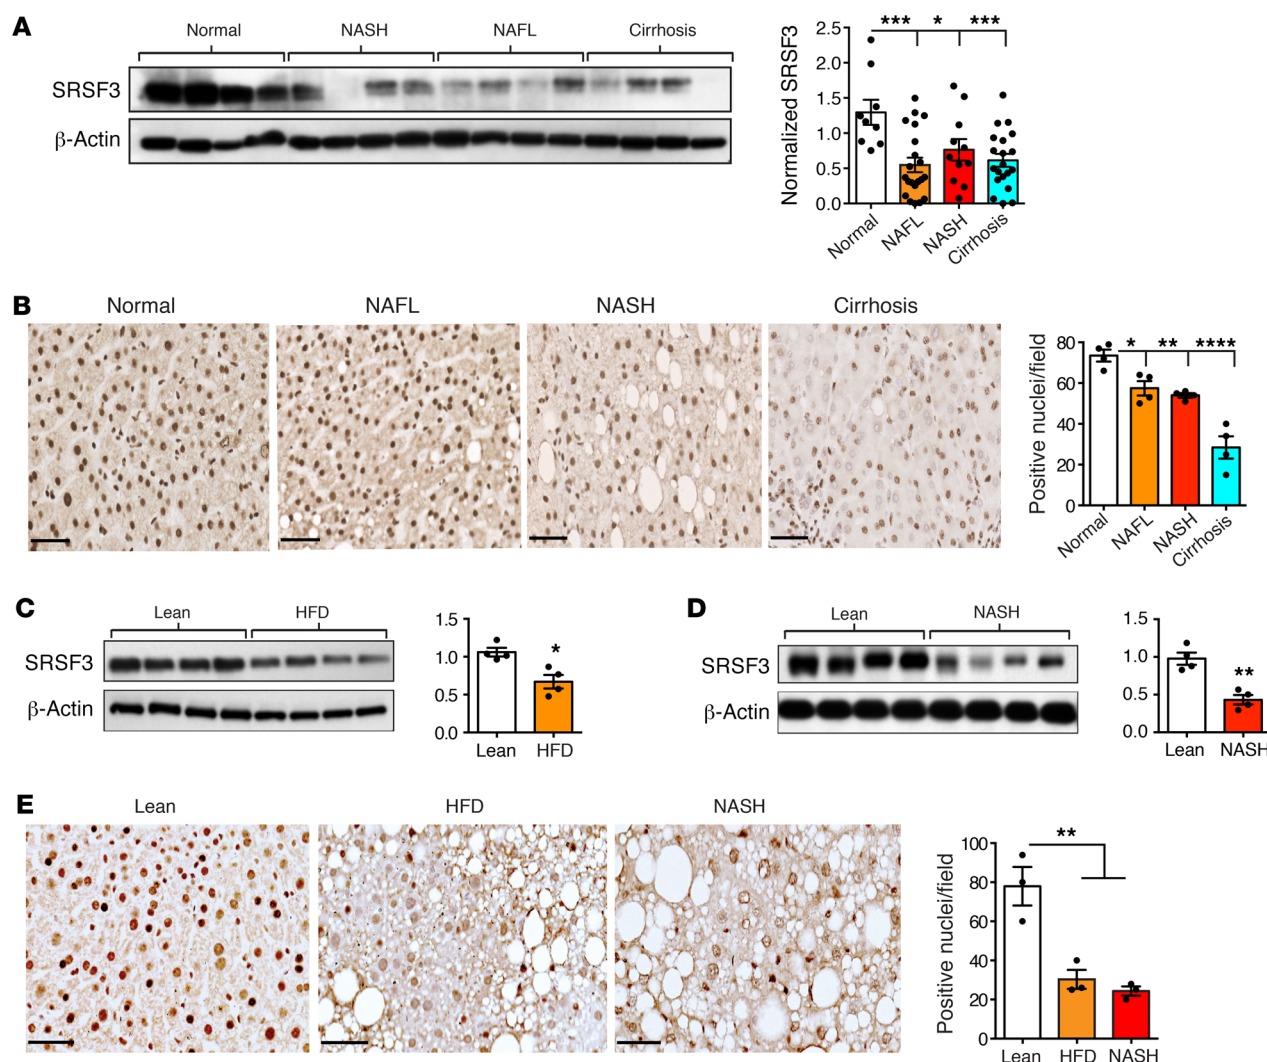 A
Normal NASH NAFL Cirrhosis
SRSF3
β-Actin
Normalized SRSF3
2.5
2.0
1.5
1.0
0.5
0.0
*** * ***
Normal NAFL NASH Cirrhosis
B
Normal NAFL NASH Cirrhosis
Positive nuclei/field
80
60
40
20
0
* ** ****
Normal NAFL NASH Cirrhosis
C
Lean HFD
SRSF3
β-Actin
1.5
1.0
0.5
0.0
*
Lean HFD
D
Lean NASH
SRSF3
β-Actin
1.5
1.0
0.5
0.0
**
Lean NASH
E
Lean HFD NASH
Positive nuclei/field
100
80
60
40
20
0
**
Lean HFD NASH